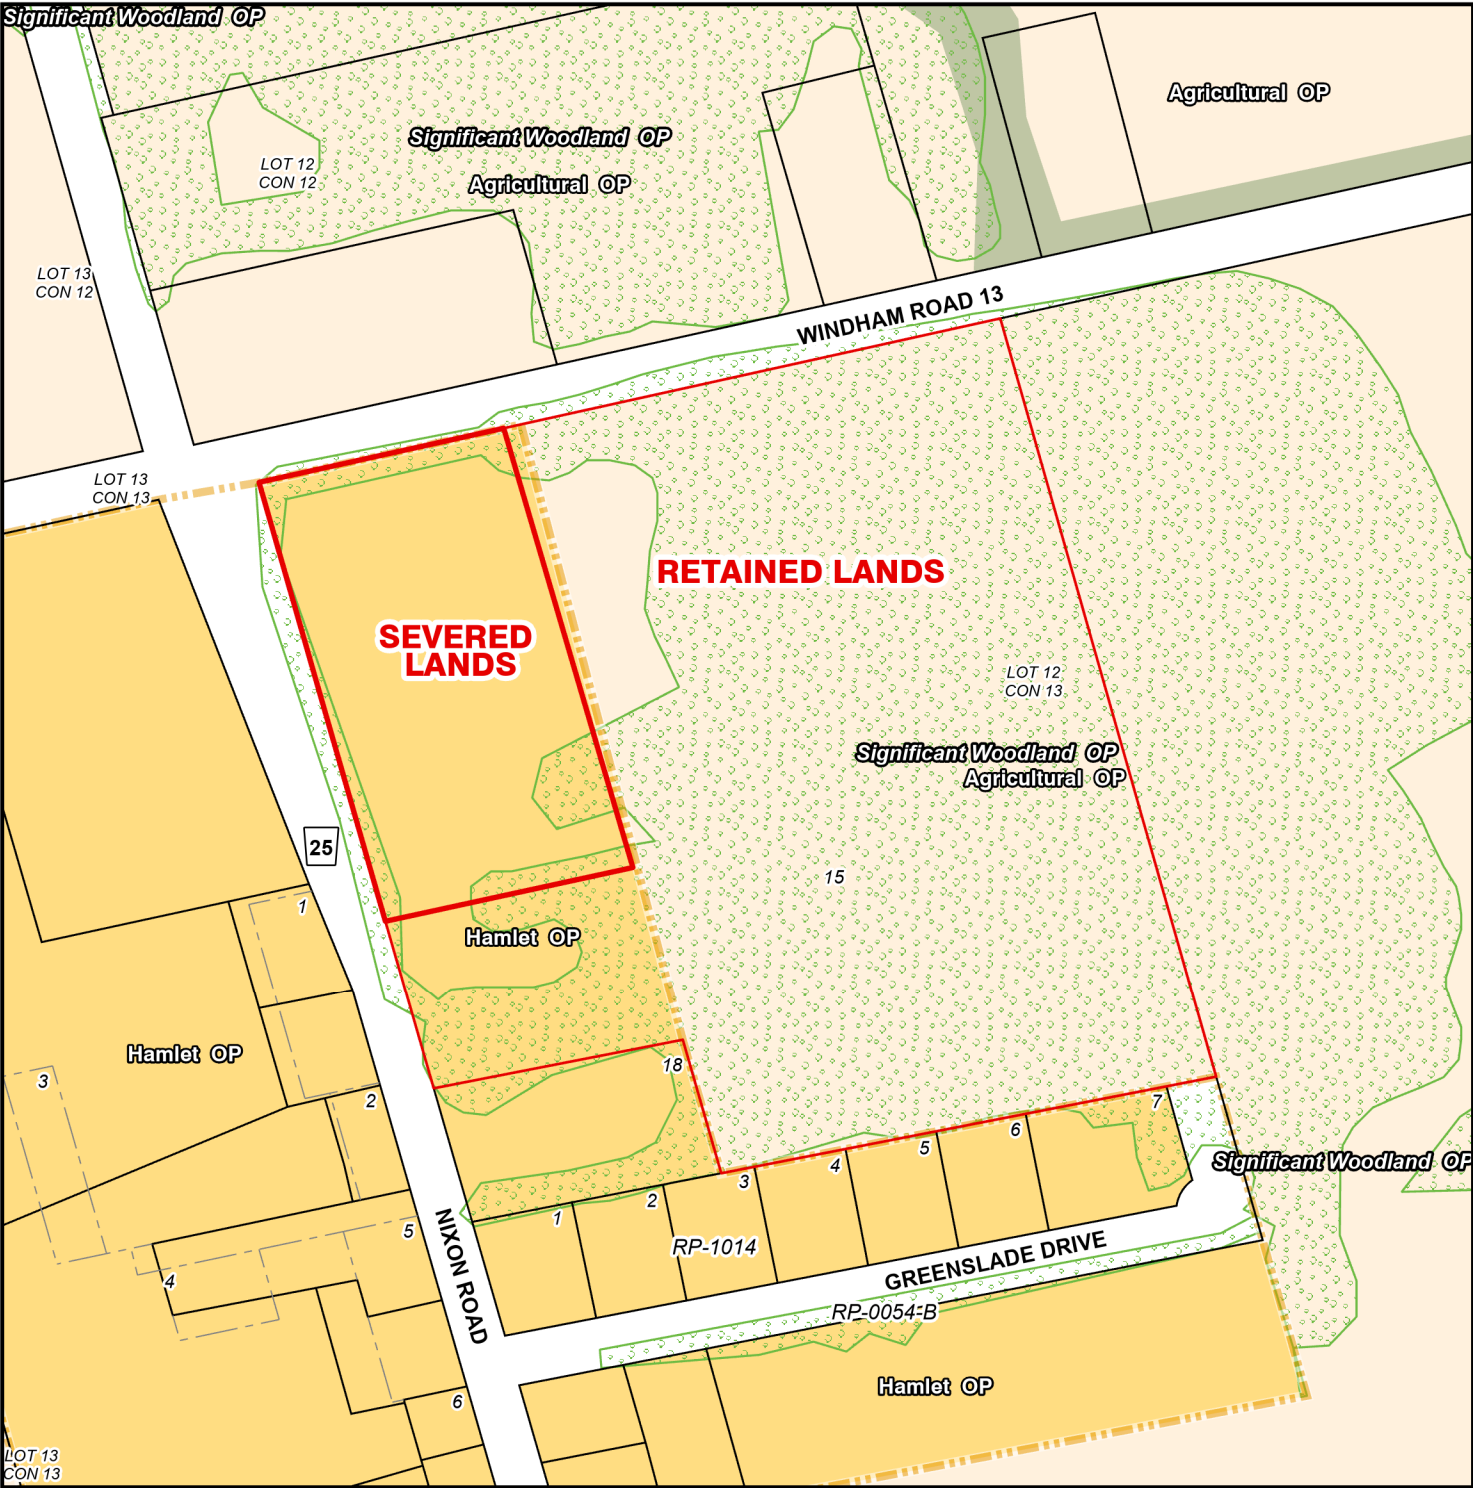 Significant Woodland OP
Agricultural OP
Significant Woodland OP
LOT 12
CON 12
Agricultural OP
LOT 13
CON 12
WINDHAM ROAD 13
LOT 13
CON 13
RETAINED LANDS
SEVERED
LANDS
LOT 12
CON 13
Significant Woodland OP
Agricultural OP
25
15
1
Hamlet OP
Hamlet OP
18
3
2
7
6
5
4
3
2
1
Significant Woodland OP
5
RP-1014
4
NIXON ROAD
GREENSLADE DRIVE
RP-0054-B
Hamlet OP
6
LOT 13
CON 13